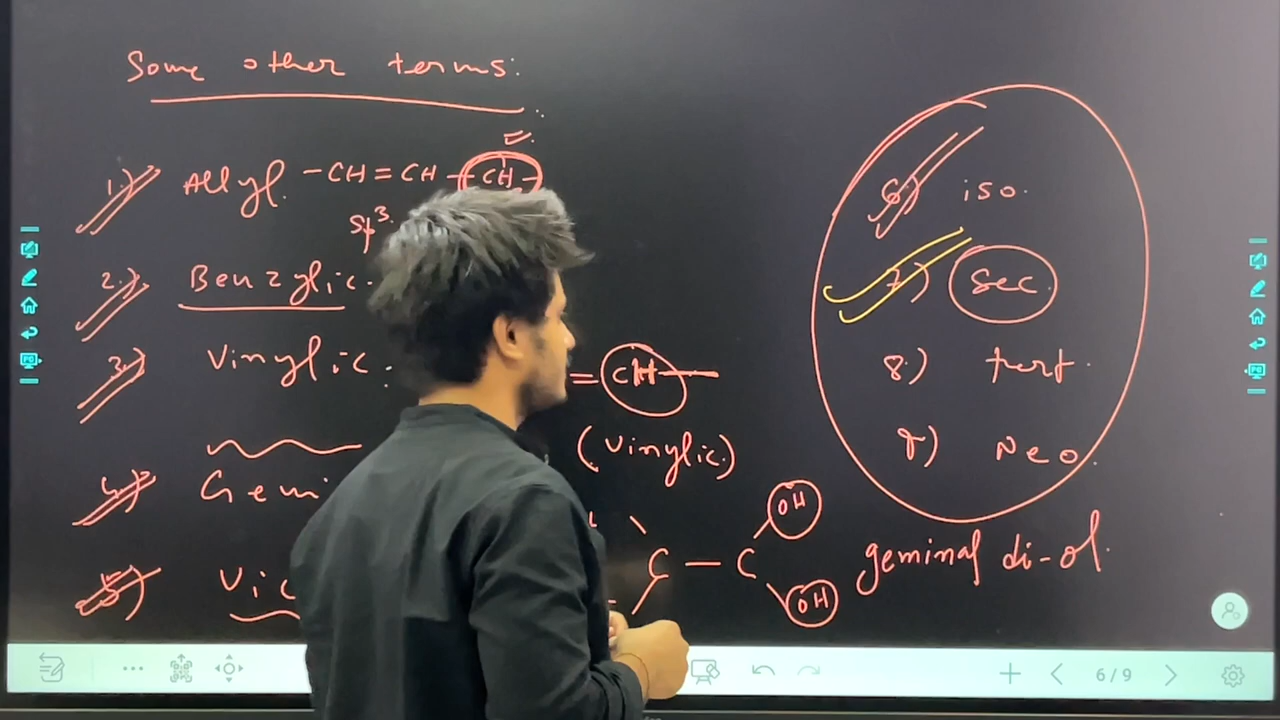 Some other terms:
1.) Allyl. -CH=CH-CH-
sp³.
2.) Benzylic.
3.) Vinylic: =CH-
(vinylic)
4.) Gemi
5.) Vic
C-C
OH
OH
geminal di-ol.
6.) iso.
7.) Sec.
8.) tert.
9.) Neo.
6/9